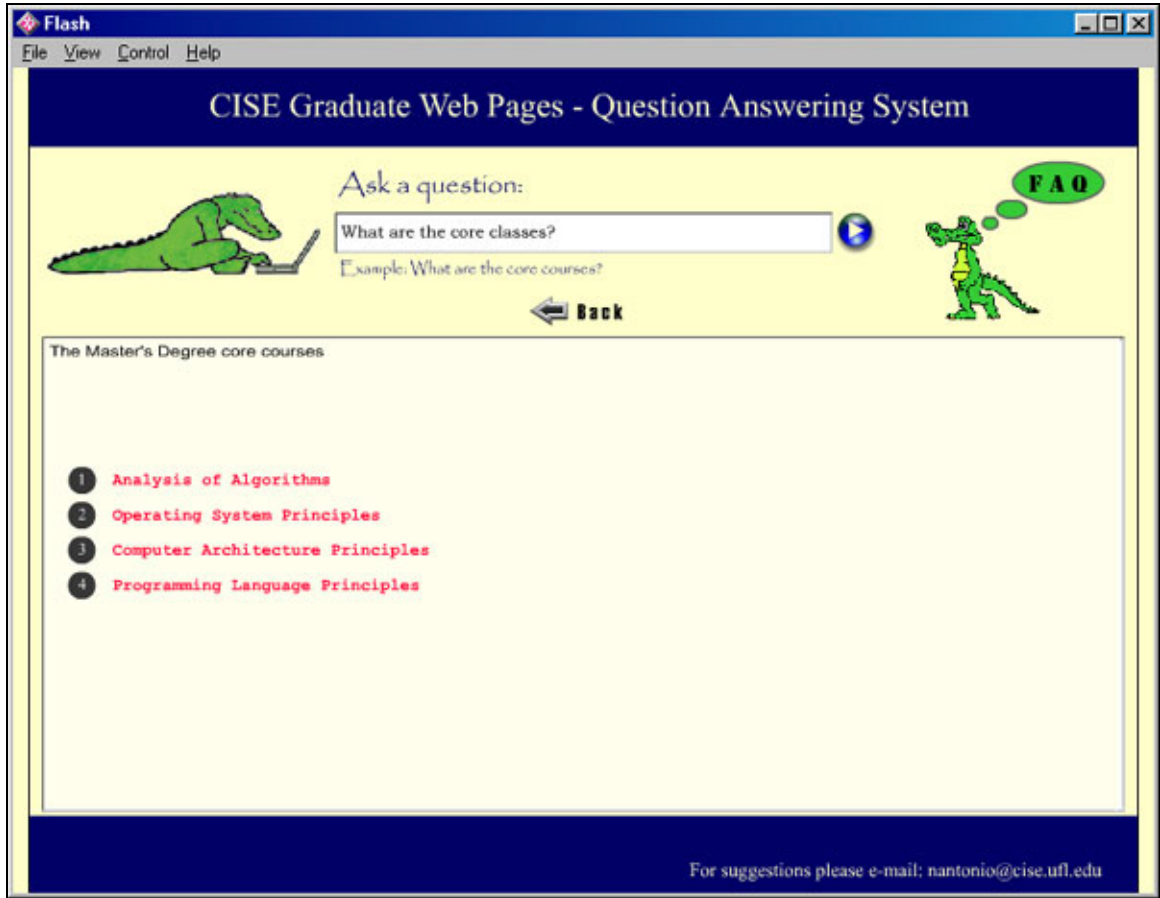 Flash
File View Control Help
CISE Graduate Web Pages - Question Answering System
Ask a question:
FAQ
What are the core classes?
Example: What are the core courses?
Back
The Master's Degree core courses
1 Analysis of Algorithms
2 Operating System Principles
3 Computer Architecture Principles
4 Programming Language Principles
For suggestions please e-mail: nantonio@cise.ufl.edu